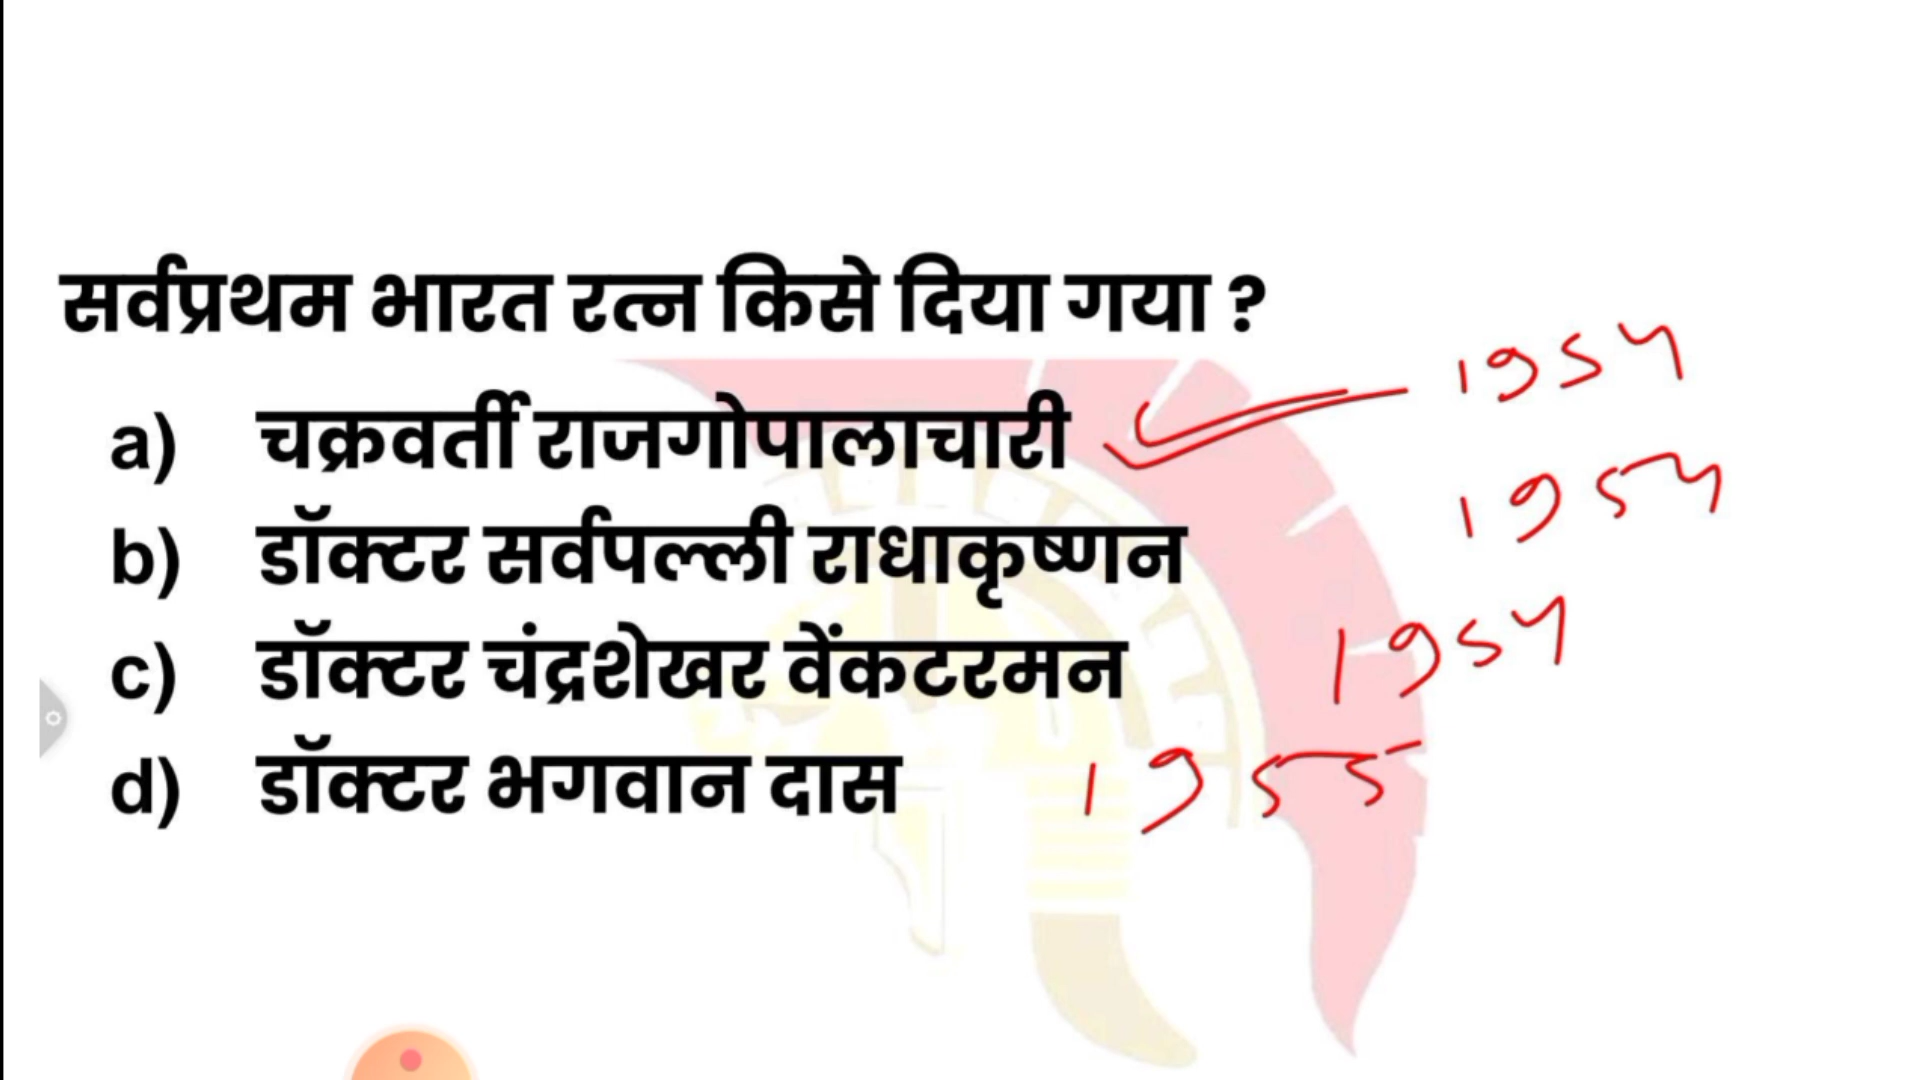 सर्वप्रथम भारत रत्न किसे दिया गया ?
a) चक्रवर्ती राजगोपालाचारी 1954
b) डॉक्टर सर्वपल्ली राधाकृष्णन 1954
c) डॉक्टर चंद्रशेखर वेंकटरमन 1954
d) डॉक्टर भगवान दास 1955